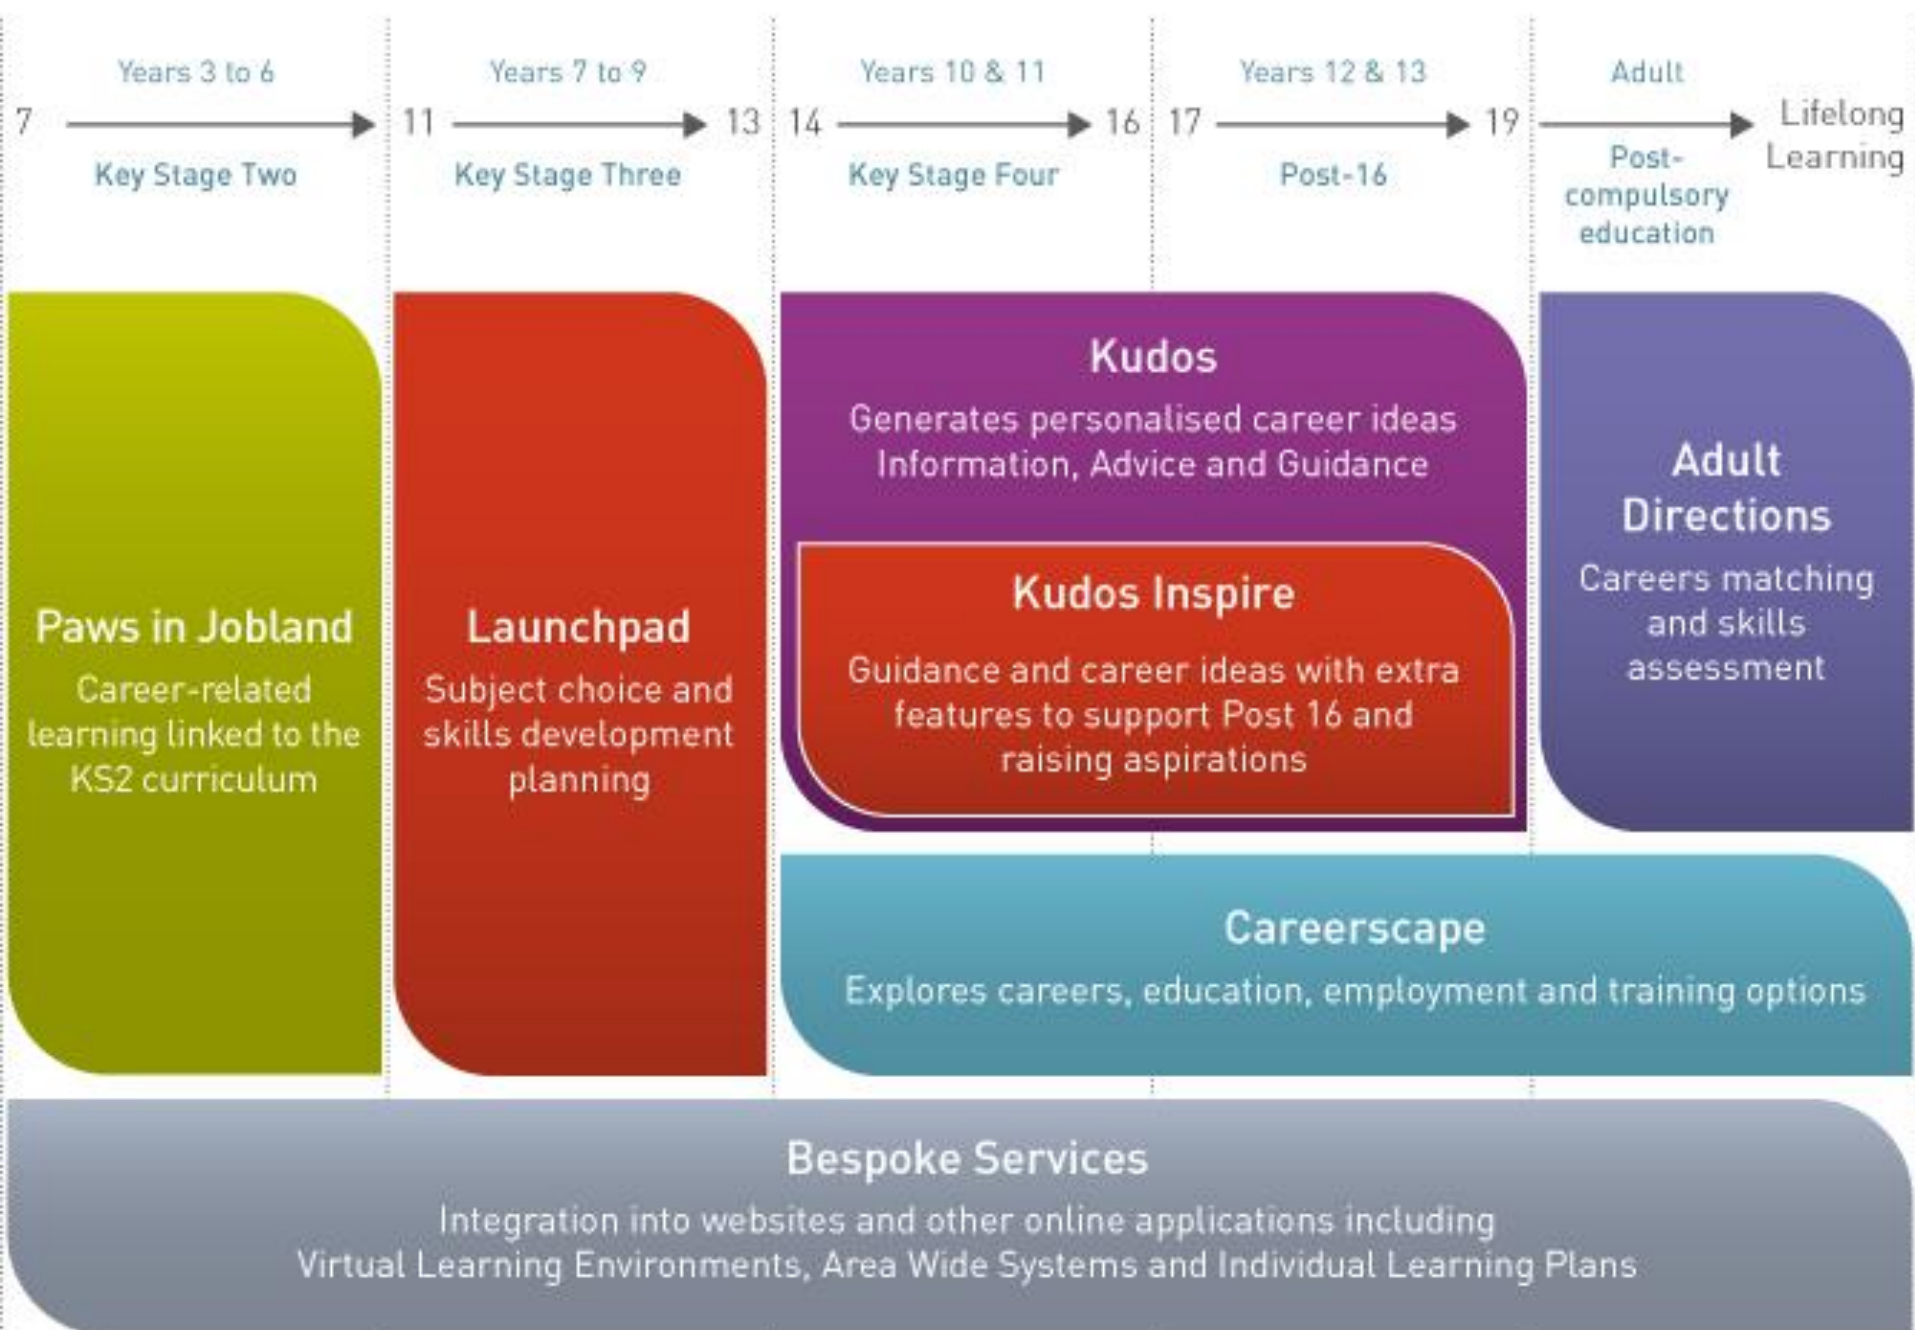 Years 3 to 6
Years 7 to 9
Years 10 & 11
Years 12 & 13
Adult
7
11
13
14
16
17
19
Lifelong
Learning
Key Stage Two
Key Stage Three
Key Stage Four
Post-16
Post-
compulsory
education
Paws in Jobland
Career-related
learning linked to the
KS2 curriculum
Launchpad
Subject choice and
skills development
planning
Kudos
Generates personalised career ideas
Information, Advice and Guidance
Kudos Inspire
Guidance and career ideas with extra
features to support Post 16 and
raising aspirations
Adult
Directions
Careers matching
and skills
assessment
Careerscape
Explores careers, education, employment and training options
Bespoke Services
Integration into websites and other online applications including
Virtual Learning Environments, Area Wide Systems and Individual Learning Plans